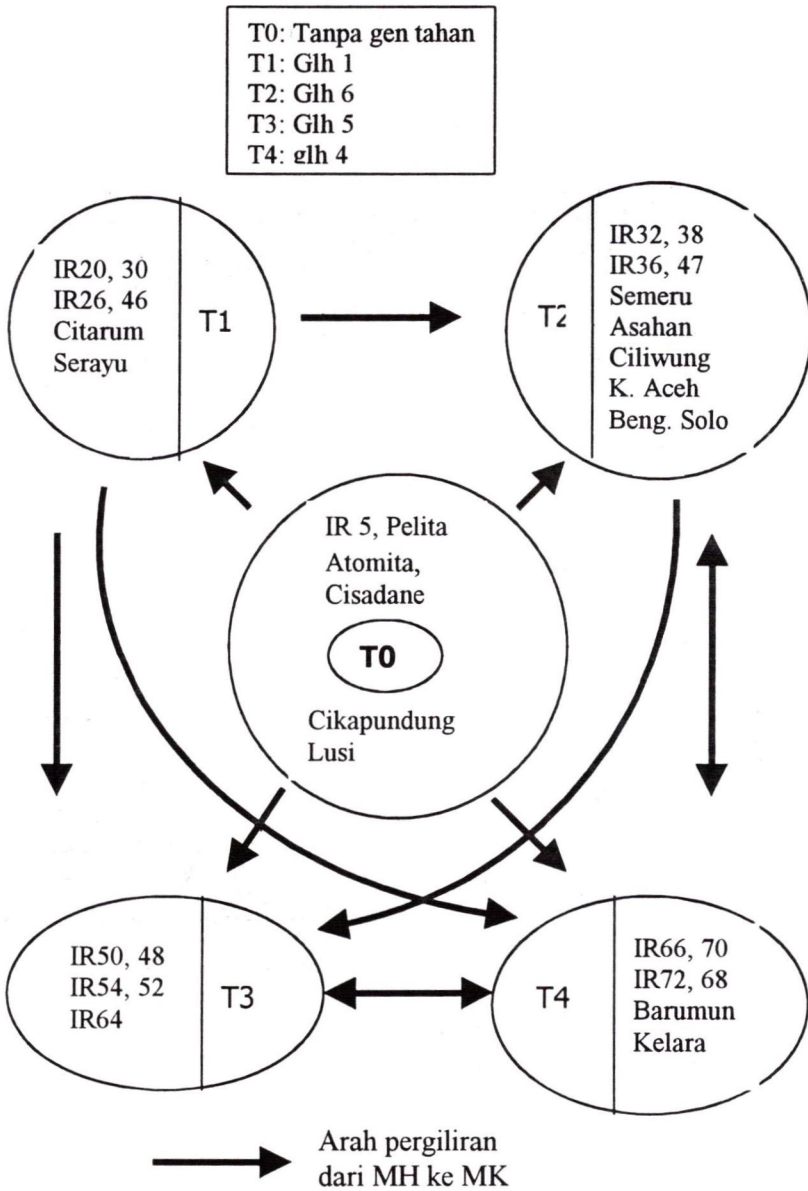 T0: Tanpa gen tahan
T1: Glh 1
T2: Glh 6
T3: Glh 5
T4: glh 4
IR20, 30
IR26, 46
Citarum
Serayu
T1
T2
IR32, 38
IR36, 47
Semeru
Asahan
Ciliwung
K. Aceh
Beng. Solo
IR 5, Pelita
Atomita,
Cisadane
T0
Cikapundung
Lusi
IR50, 48
IR54, 52
IR64
T3
T4
IR66, 70
IR72, 68
Barumun
Kelara
Arah pergiliran
dari MH ke MK